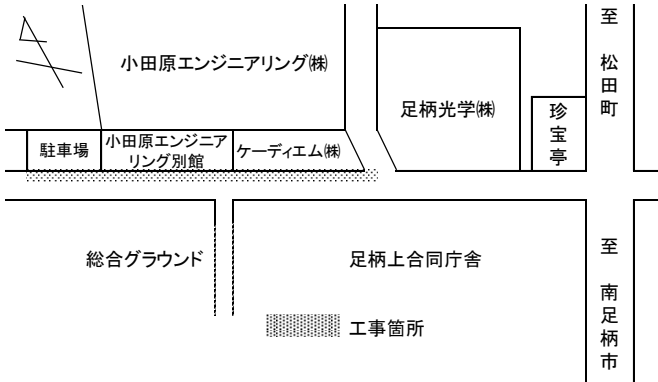 小田原エンジニアリング㈱
足柄光学㈱
珍宝亭
至 松田町
駐車場
小田原エンジニア
リング別館
ケーディエム㈱
総合グラウンド
足柄上合同庁舎
至 南足柄市
工事箇所